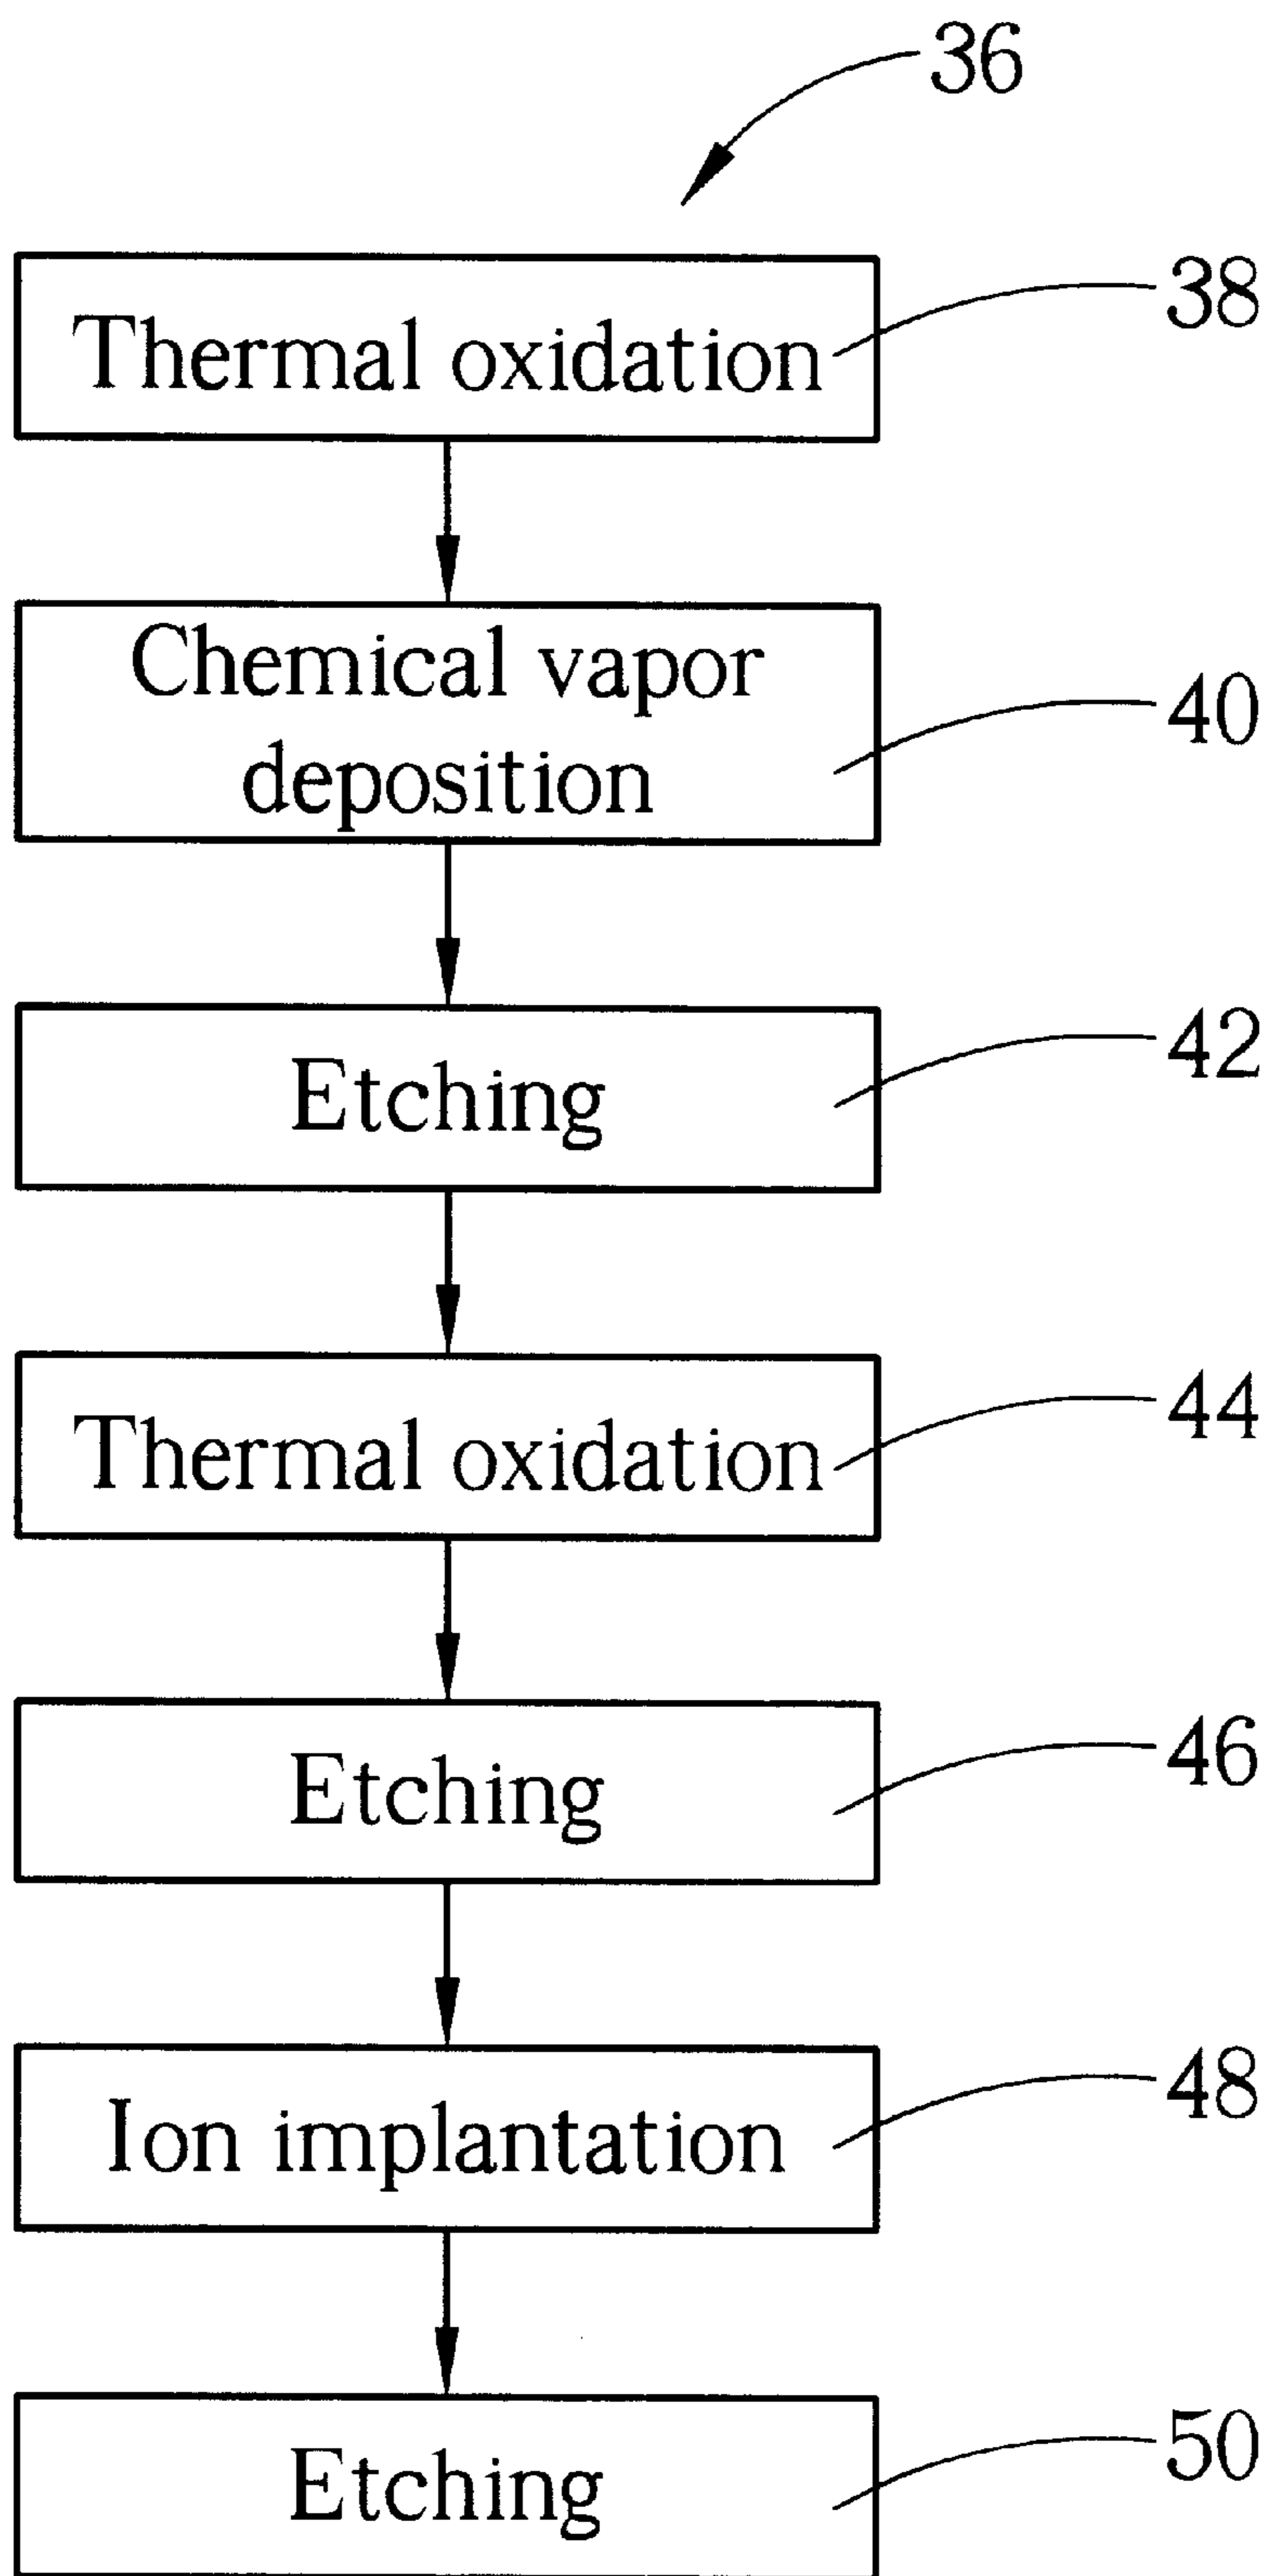 36
Thermal oxidation
38
Chemical vapor
deposition
40
Etching
42
Thermal oxidation
44
Etching
46
Ion implantation
48
Etching
50